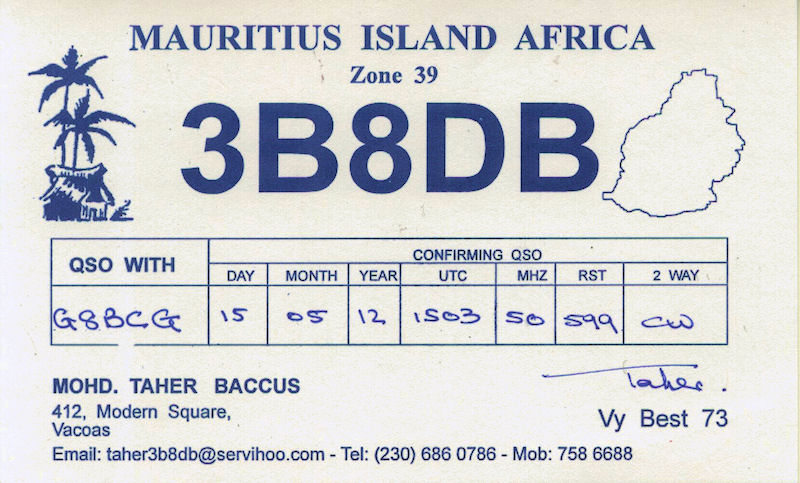 MAURITIUS ISLAND AFRICA
Zone 39
3B8DB
QSO WITH
CONFIRMING QSO
DAY MONTH YEAR UTC MHZ RST 2 WAY
G8BCG 15 05 12 1503 50 599 CW
MOHD. TAHER BACCUS
Taher.
412, Modern Square,
Vy Best 73
Vacoas
Email: taher3b8db@servihoo.com - Tel: (230) 686 0786 - Mob: 758 6688